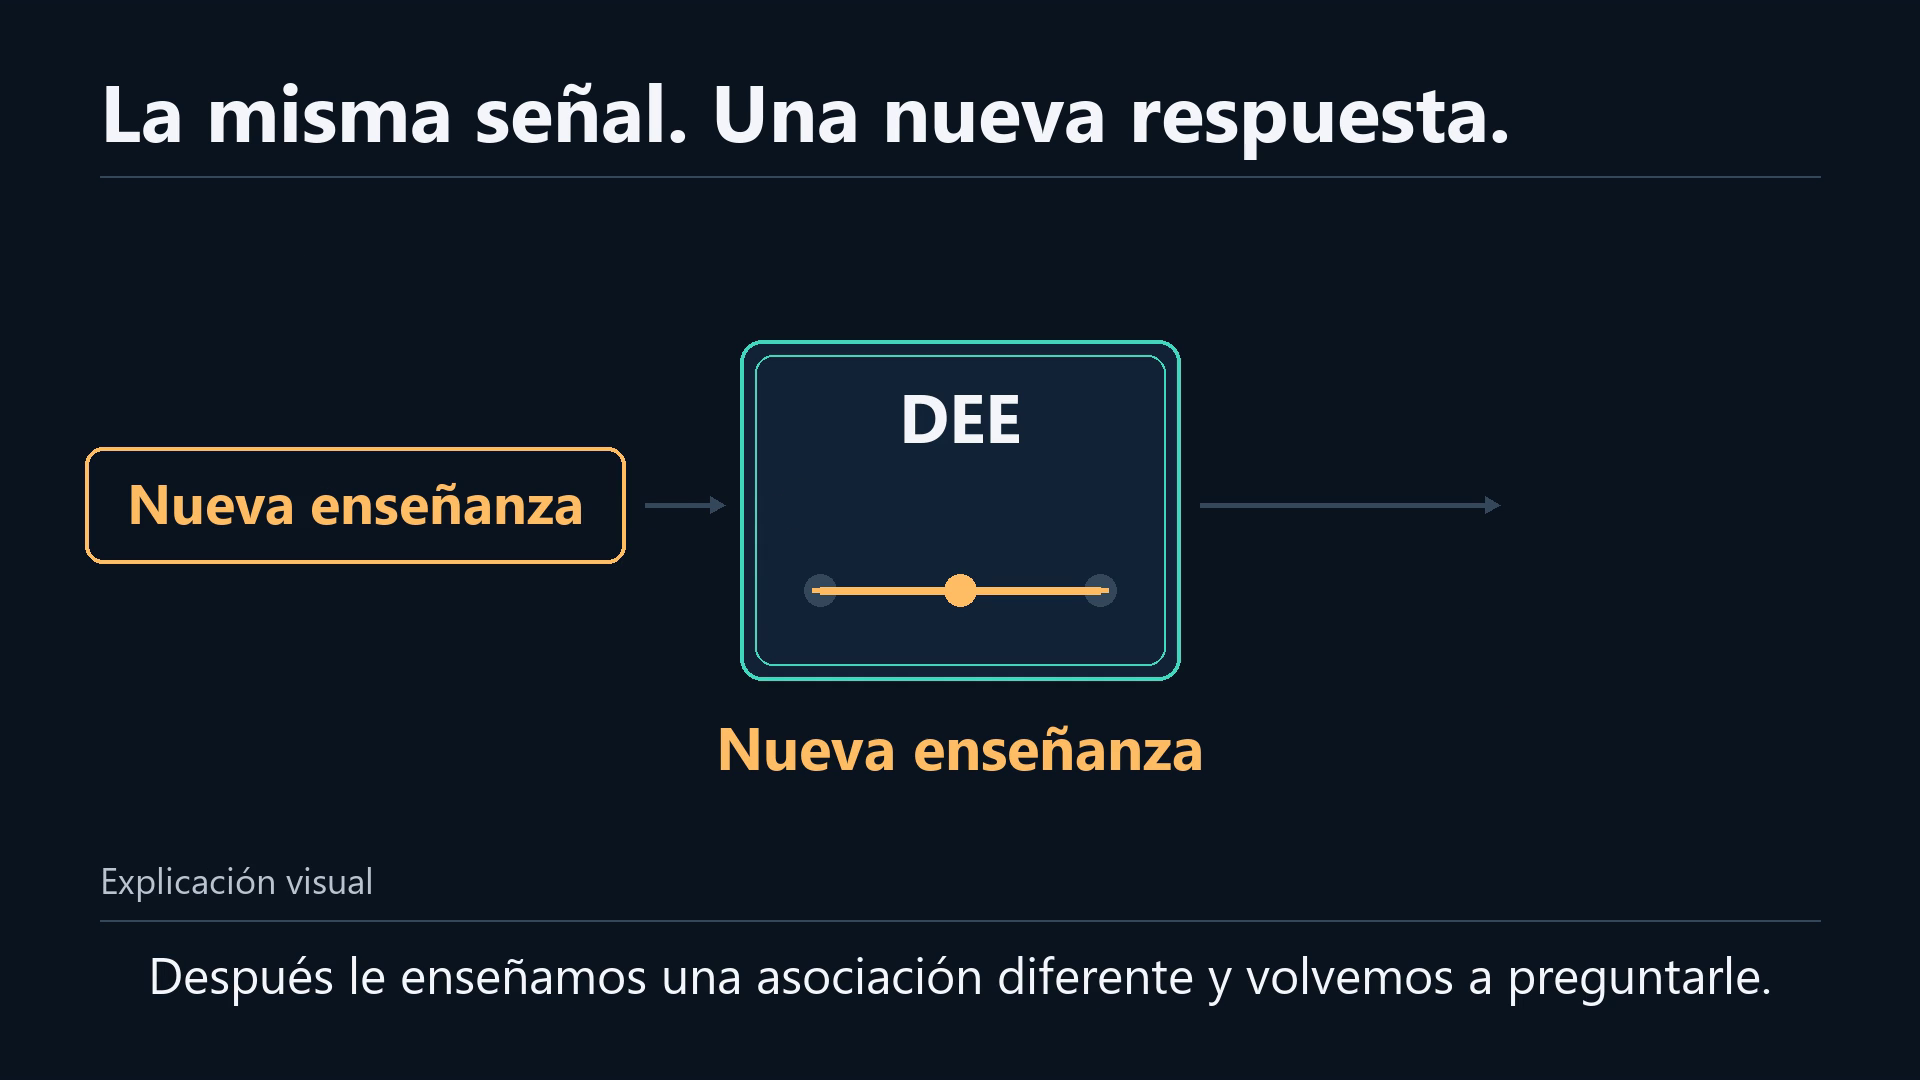 La misma señal. Una nueva respuesta.
DEE
Nueva enseñanza
Nueva enseñanza
Explicación visual
Después le enseñamos una asociación diferente y volvemos a preguntarle.